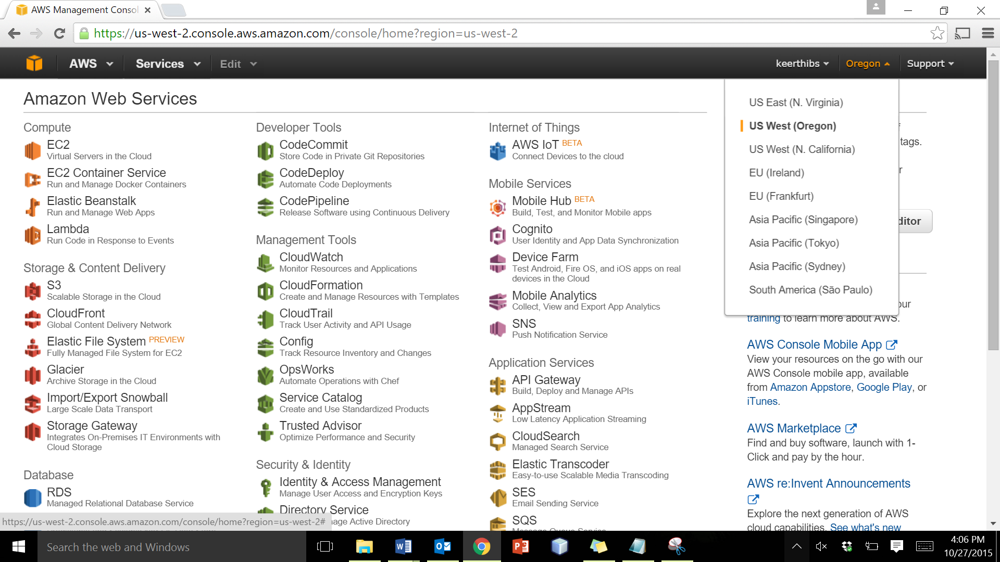 AWS Management Consol
https://us-west-2.console.aws.amazon.com/console/home?region=us-west-2
AWS
Services
Edit
keerthibs
Oregon
Support
Amazon Web Services
Compute
EC2
Virtual Servers in the Cloud
EC2 Container Service
Run and Manage Docker Containers
Elastic Beanstalk
Run and Manage Web Apps
Lambda
Run Code in Response to Events
Storage & Content Delivery
S3
Scalable Storage in the Cloud
CloudFront
Global Content Delivery Network
Elastic File System PREVIEW
Fully Managed File System for EC2
Glacier
Archive Storage in the Cloud
Import/Export Snowball
Large Scale Data Transport
Storage Gateway
Integrates On-Premises IT Environments with
Cloud Storage
Database
RDS
Managed Relational Database Service
https://us-west-2.console.aws.amazon.com/console/home?region=us-west-2#
Developer Tools
CodeCommit
Store Code in Private Git Repositories
CodeDeploy
Automate Code Deployments
CodePipeline
Release Software using Continuous Delivery
Management Tools
CloudWatch
Monitor Resources and Applications
CloudFormation
Create and Manage Resources with Templates
CloudTrail
Track User Activity and API Usage
Config
Track Resource Inventory and Changes
OpsWorks
Automate Operations with Chef
Service Catalog
Create and Use Standardized Products
Trusted Advisor
Optimize Performance and Security
Security & Identity
Identity & Access Management
Manage User Access and Encryption Keys
Directory Service
nage Active Directory
Internet of Things
AWS IoT BETA
Connect Devices to the cloud
Mobile Services
Mobile Hub BETA
Build, Test, and Monitor Mobile apps
Cognito
User Identity and App Data Synchronization
Device Farm
Test Android, Fire OS, and iOS apps on real
devices in the Cloud
Mobile Analytics
Collect, View and Export App Analytics
SNS
Push Notification Service
Application Services
API Gateway
Build, Deploy and Manage APIs
AppStream
Low Latency Application Streaming
CloudSearch
Managed Search Service
Elastic Transcoder
Easy-to-use Scalable Media Transcoding
SES
Email Sending Service
SQS
Message Queue Service
US East (N. Virginia)
US West (Oregon)
US West (N. California)
EU (Ireland)
EU (Frankfurt)
Asia Pacific (Singapore)
Asia Pacific (Tokyo)
Asia Pacific (Sydney)
South America (São Paulo)
tags.
r
ditor
our
training to learn more about AWS.
AWS Console Mobile App
View your resources on the go with our
AWS Console mobile app, available
from Amazon Appstore, Google Play, or
iTunes.
AWS Marketplace
Find and buy software, launch with 1-
Click and pay by the hour.
AWS re:Invent Announcements
Explore the next generation of AWS
cloud capabilities. See what's new
Search the web and Windows
4:06 PM
10/27/2015